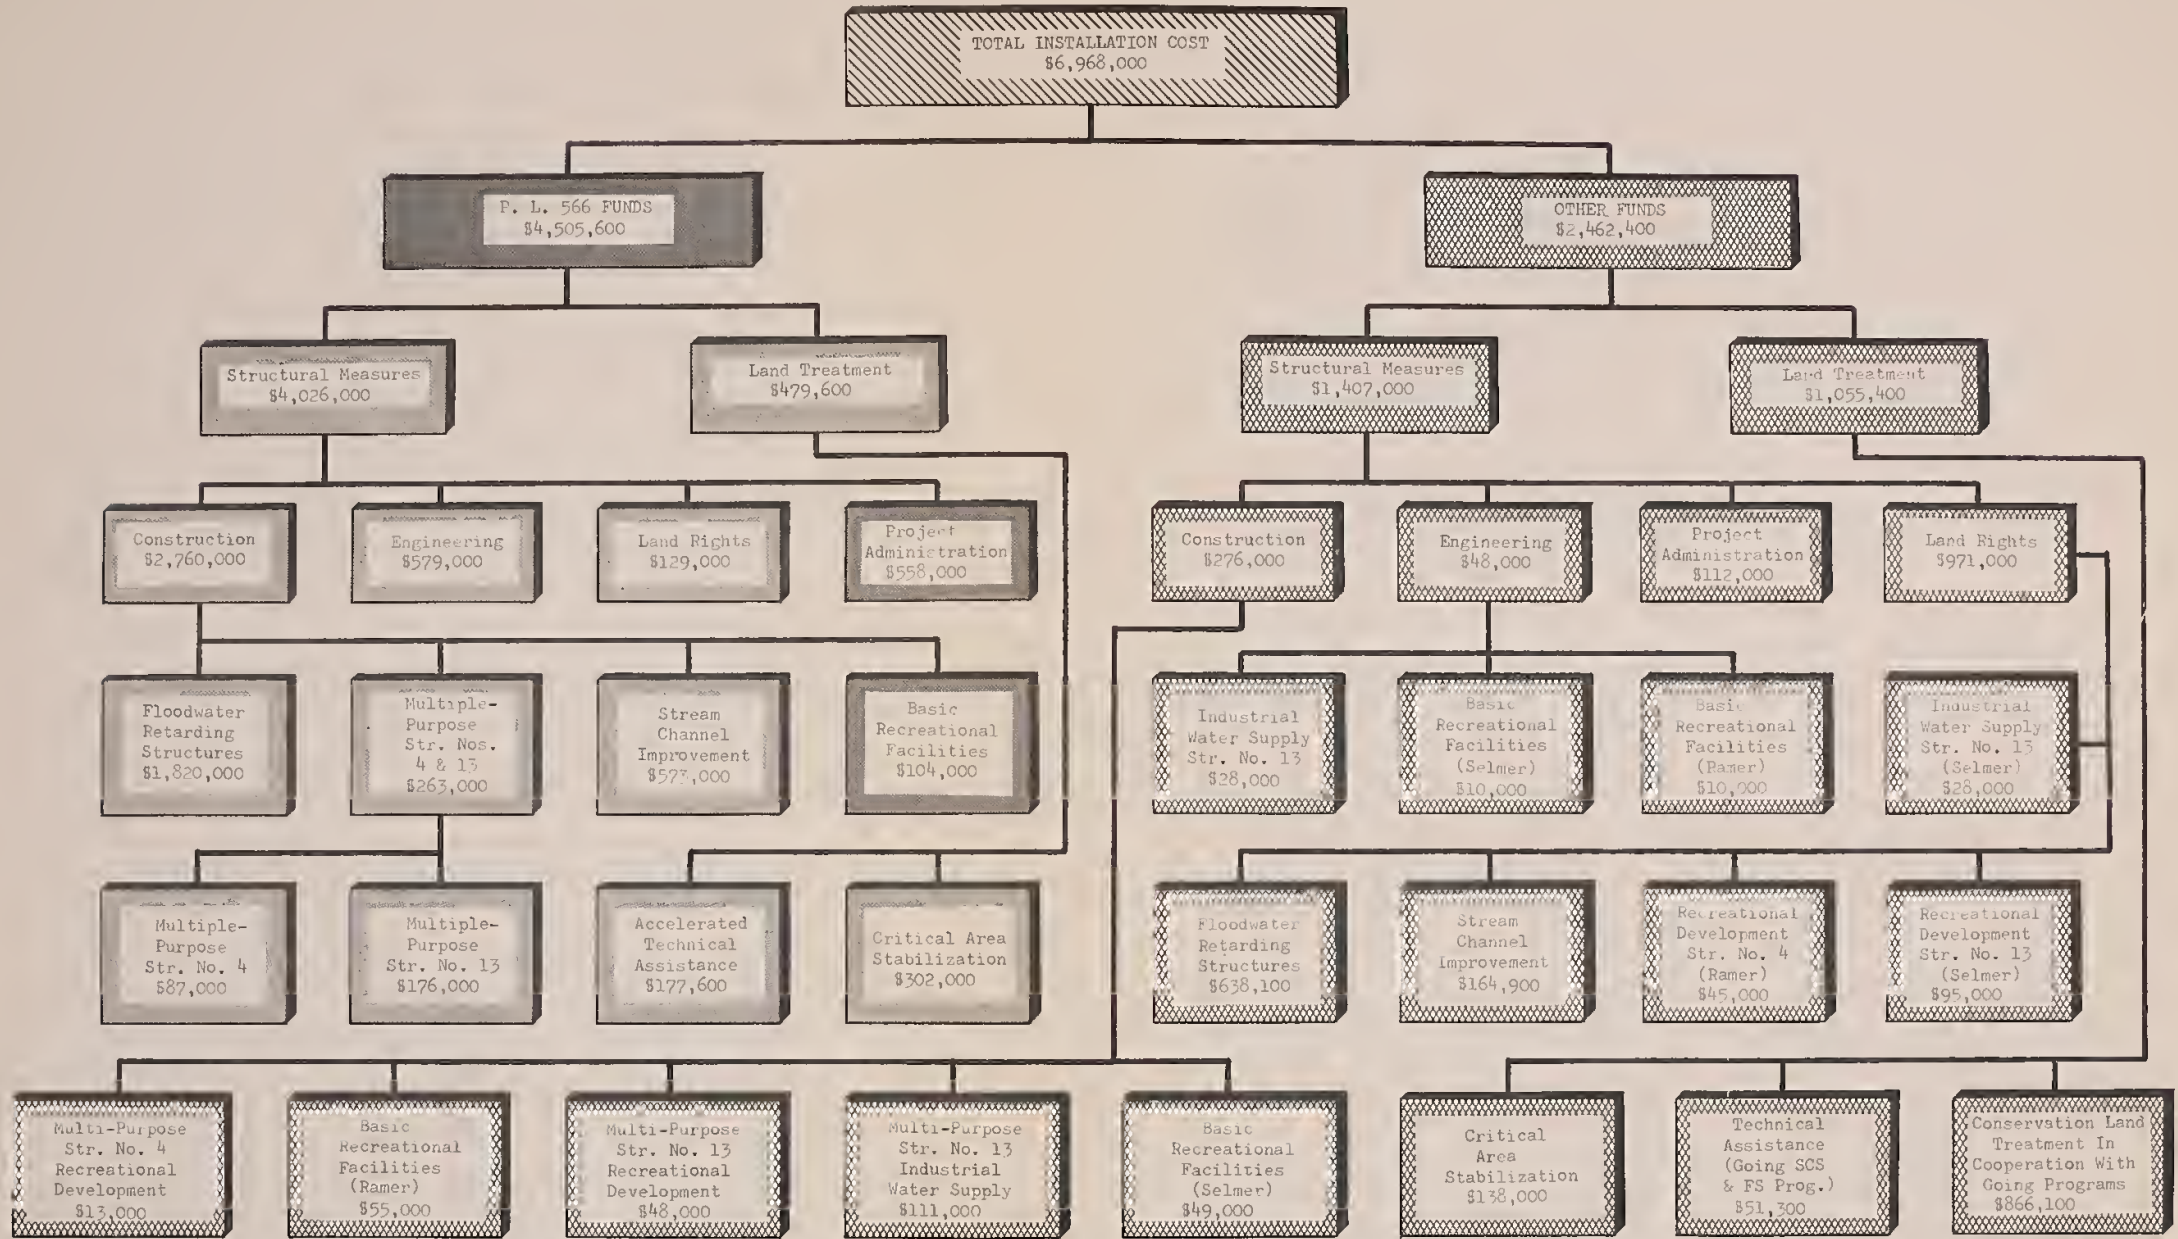 TOTAL INSTALLATION COST
$6,968,000
P. L. 566 FUNDS
$4,505,600
OTHER FUNDS
$2,462,400
Structural Measures
$4,026,000
Land Treatment
$479,600
Structural Measures
$1,407,000
Land Treatment
$1,055,400
Construction
$2,760,000
Engineering
$579,000
Land Rights
$129,000
Project
Administration
$558,000
Construction
$276,000
Engineering
$48,000
Project
Administration
$112,000
Land Rights
$971,000
Floodwater
Retarding
Structures
$1,820,000
Multiple-
Purpose
Str. Nos.
4 & 13
$263,000
Stream
Channel
Improvement
$573,000
Basic
Recreational
Facilities
$104,000
Industrial
Water Supply
Str. No. 13
$28,000
Basic
Recreational
Facilities
(Selmer)
$10,000
Basic
Recreational
Facilities
(Ramer)
$10,000
Industrial
Water Supply
Str. No. 13
(Selmer)
$28,000
Multiple-
Purpose
Str. No. 4
$87,000
Multiple-
Purpose
Str. No. 13
$176,000
Accelerated
Technical
Assistance
$177,600
Critical Area
Stabilization
$302,000
Floodwater
Retarding
Structures
$638,100
Stream
Channel
Improvement
$164,900
Recreational
Development
Str. No. 4
(Ramer)
$45,000
Recreational
Development
Str. No. 13
(Selmer)
$95,000
Multi-Purpose
Str. No. 4
Recreational
Development
$13,000
Basic
Recreational
Facilities
(Ramer)
$55,000
Multi-Purpose
Str. No. 13
Recreational
Development
$48,000
Multi-Purpose
Str. No. 13
Industrial
Water Supply
$111,000
Basic
Recreational
Facilities
(Selmer)
$49,000
Critical
Area
Stabilization
$138,000
Technical
Assistance
(Going SCS
& FS Prog.)
$51,300
Conservation Land
Treatment In
Cooperation With
Going Programs
$866,100